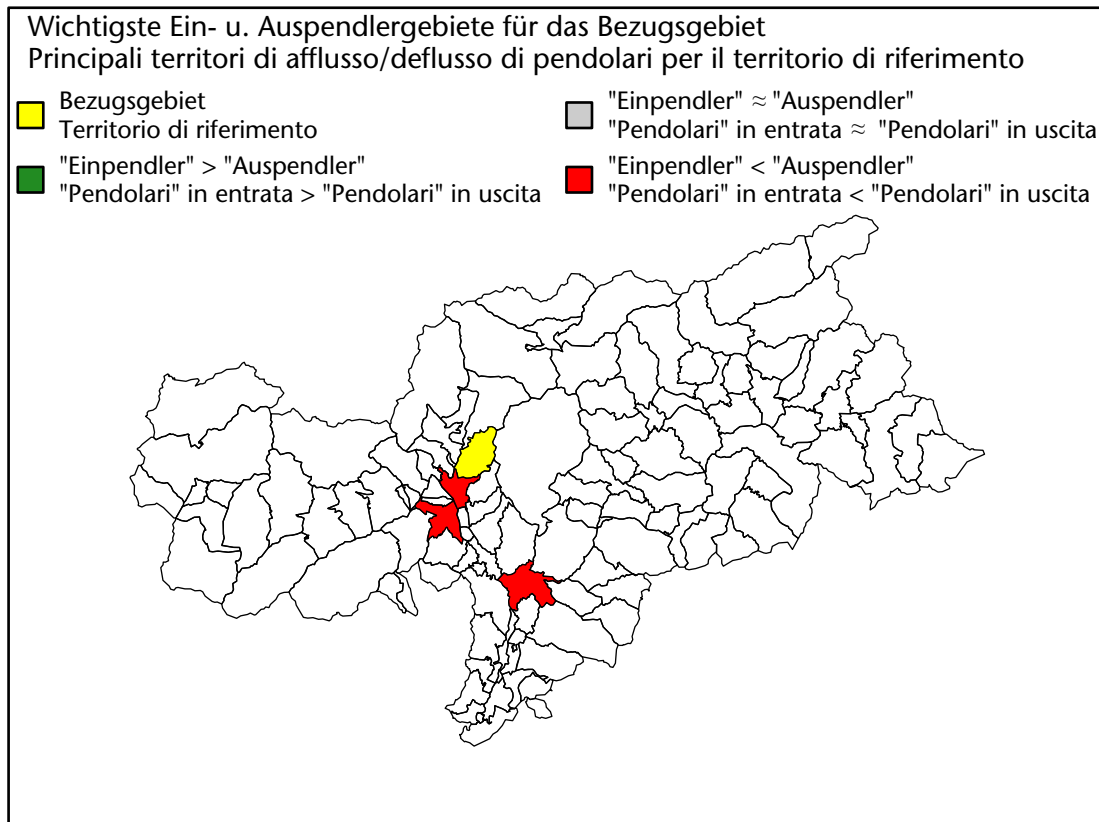 Wichtigste Ein- u. Auspendlergebiete für das Bezugsgebiet
Principali territori di afflusso/deflusso di pendolari per il territorio di riferimento
Bezugsgebiet
Territorio di riferimento
"Einpendler" ≈ "Auspendler"
"Pendolari" in entrata ≈ "Pendolari" in uscita
"Einpendler" > "Auspendler"
"Pendolari" in entrata > "Pendolari" in uscita
"Einpendler" < "Auspendler"
"Pendolari" in entrata < "Pendolari" in uscita